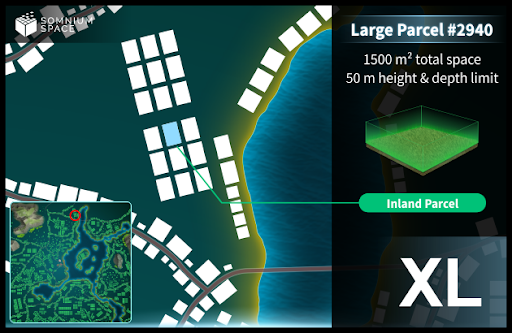 SOMNIUM
SPACE
Large Parcel #2940
1500 m² total space
50 m height & depth limit
Inland Parcel
XL